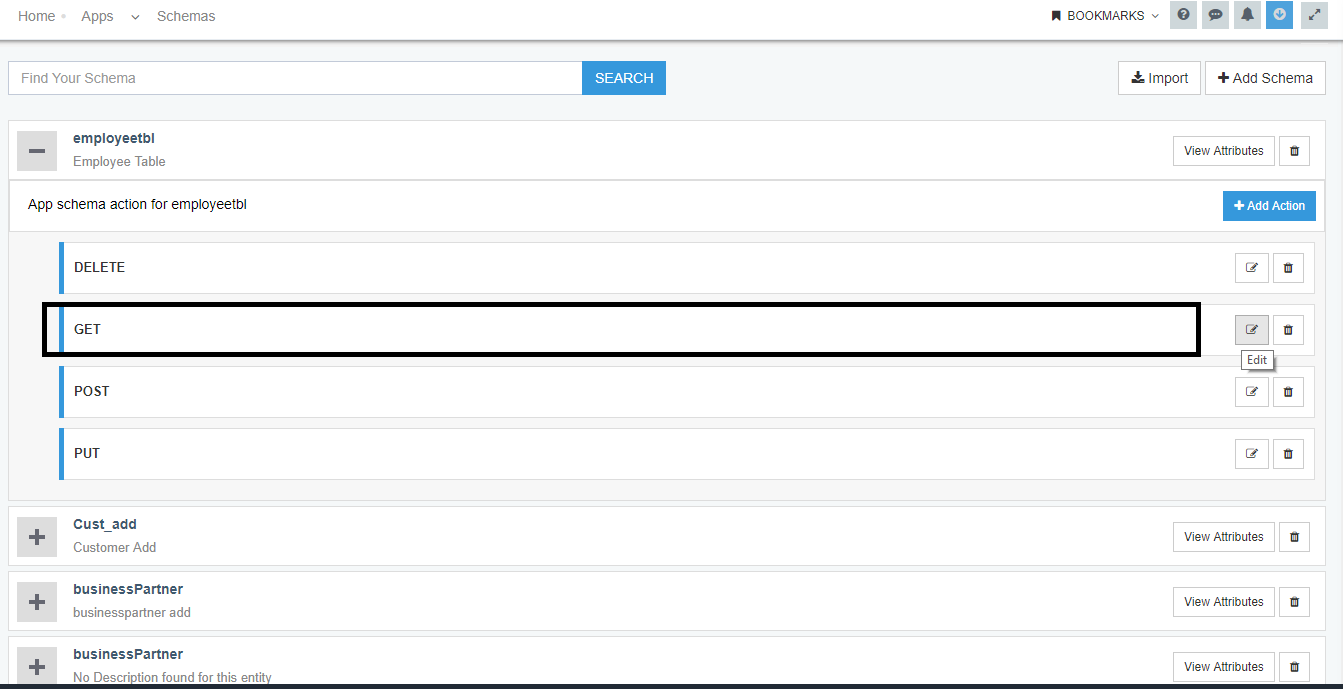 Home Apps Schemas BOOKMARKS
Find Your Schema SEARCH Import Add Schema
employeetbl
Employee Table
View Attributes
App schema action for employeetbl Add Action
DELETE
GET
Edit
POST
PUT
Cust_add
Customer Add
View Attributes
businessPartner
businesspartner add
View Attributes
businessPartner
No Description found for this entity
View Attributes